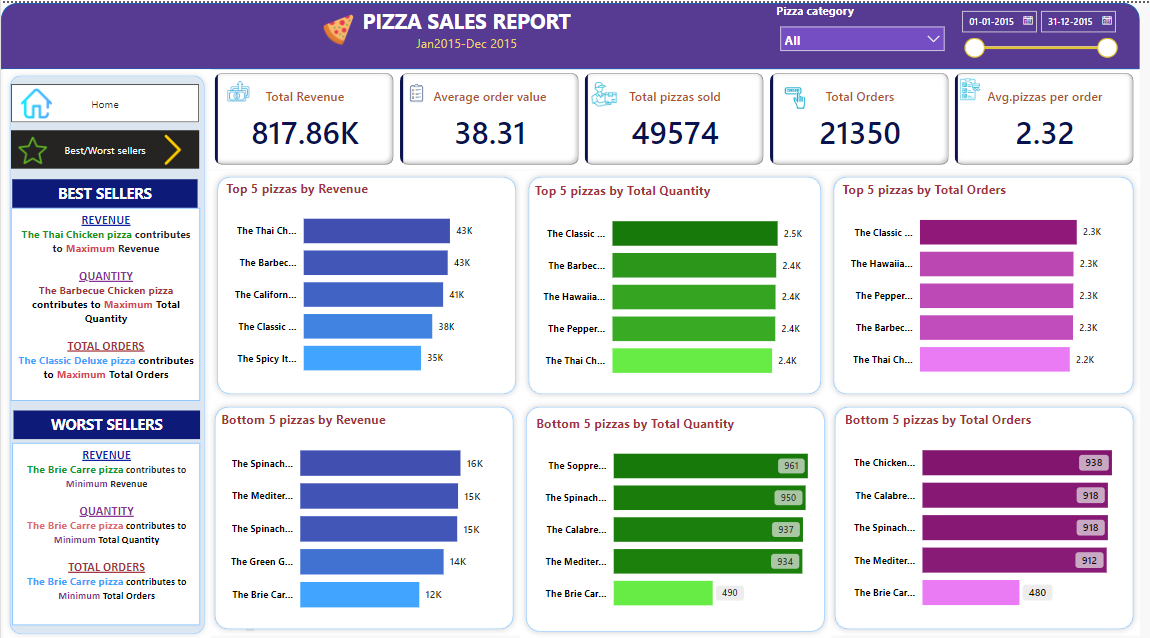 PIZZA SALES REPORT
Jan2015-Dec 2015
Pizza category
All
01-01-2015
31-12-2015
Home
Best/Worst sellers
Total Revenue
817.86K
Average order value
38.31
Total pizzas sold
49574
Total Orders
21350
Avg.pizzas per order
2.32
BEST SELLERS
REVENUE
The Thai Chicken pizza contributes
to Maximum Revenue
QUANTITY
The Barbecue Chicken pizza
contributes to Maximum Total
Quantity
TOTAL ORDERS
The Classic Deluxe pizza contributes
to Maximum Total Orders
WORST SELLERS
REVENUE
The Brie Carre pizza contributes to
Minimum Revenue
QUANTITY
The Brie Carre pizza contributes to
Minimum Total Quantity
TOTAL ORDERS
The Brie Carre pizza contributes to
Minimum Total Orders
Top 5 pizzas by Revenue
The Thai Ch... 43K
The Barbec... 43K
The Californ... 41K
The Classic ... 38K
The Spicy It... 35K
Top 5 pizzas by Total Quantity
The Classic ... 2.5K
The Barbec... 2.4K
The Hawaiia... 2.4K
The Pepper... 2.4K
The Thai Ch... 2.4K
Top 5 pizzas by Total Orders
The Classic ... 2.3K
The Hawaiia... 2.3K
The Pepper... 2.3K
The Barbec... 2.3K
The Thai Ch... 2.2K
Bottom 5 pizzas by Revenue
The Spinach... 16K
The Mediter... 15K
The Spinach... 15K
The Green G... 14K
The Brie Car... 12K
Bottom 5 pizzas by Total Quantity
The Soppre... 961
The Spinach... 950
The Calabre... 937
The Mediter... 934
The Brie Car... 490
Bottom 5 pizzas by Total Orders
The Chicken... 938
The Calabre... 918
The Spinach... 918
The Mediter... 912
The Brie Car... 480